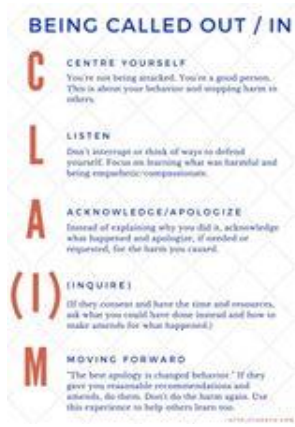 BEING CALLED OUT / IN
C
CENTRE YOURSELF
You're not being attacked. You're a good person.
This is about your behavior and stopping harm to
others.
L
LISTEN
Don't interrupt or think of ways to defend
yourself. Focus on learning what was harmful and
being empathetic/compassionate.
A
ACKNOWLEDGE/APOLOGIZE
Instead of explaining why you did it, acknowledge
what happened and apologize, if needed or
requested, for the harm you caused.
(I)
(INQUIRE)
(If they consent and have the time and resources,
ask what you could have done instead and how to
make amends for what happened.)
M
MOVING FORWARD
"The best apology is changed behavior." If they
gave you reasonable recommendations and
amends, do them. Don't do the harm again. Use
this experience to help others learn too.